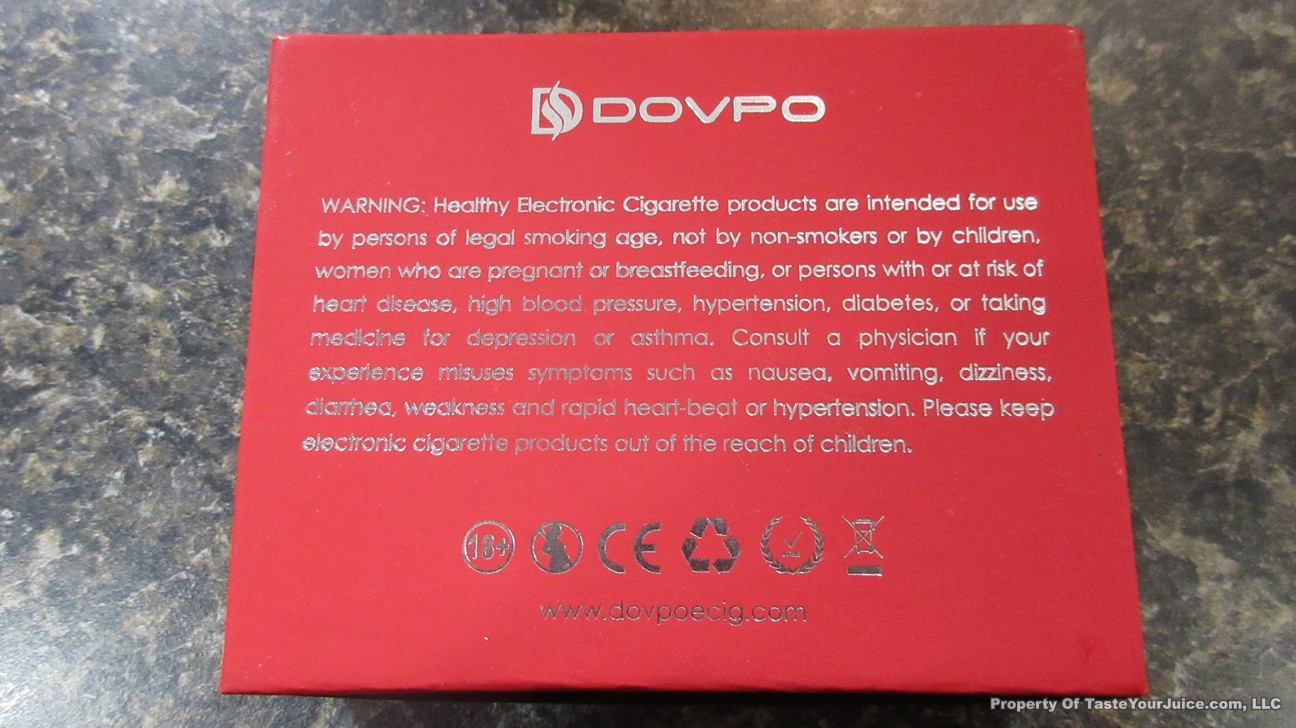 DOVPO
WARNING: Healthy Electronic Cigarette products are intended for use
by persons of legal smoking age, not by non-smokers or by children,
women who are pregnant or breastfeeding, or persons with or at risk of
heart disease, high blood pressure, hypertension, diabetes, or taking
medicine for depression or asthma. Consult a physician if your
experience misuses symptoms such as nausea, vomiting, dizziness,
diarrhea, weakness and rapid heart-beat or hypertension. Please keep
electronic cigarette products out of the reach of children.
18+ CE
www.dovpoecig.com
Property Of TasteYourJuice.com, LLC